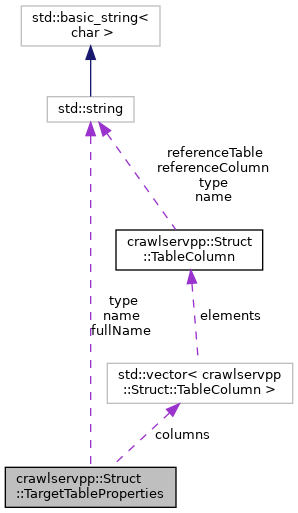 std::basic_string<
char >
std::string
referenceTable
referenceColumn
type
name
crawlservpp::Struct
::TableColumn
type
name
fullName
elements
std::vector< crawlservpp
::Struct::TableColumn >
columns
crawlservpp::Struct
::TargetTableProperties